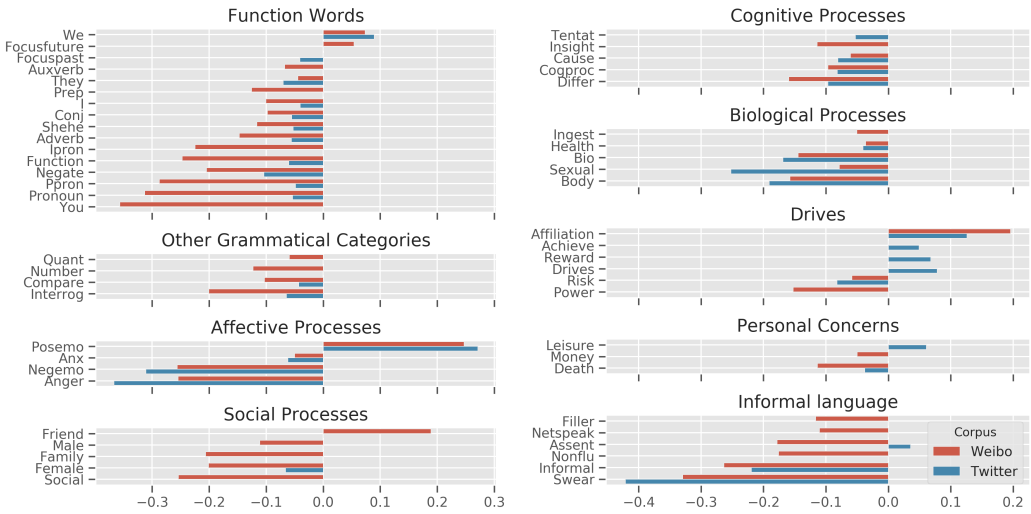 Function Words
We
Focusfuture
Focuspast
Auxverb
They
Prep
I
Conj
Shehe
Adverb
Ipron
Function
Negate
Ppron
Pronoun
You
Other Grammatical Categories
Quant
Number
Compare
Interrog
Affective Processes
Posemo
Anx
Negemo
Anger
Social Processes
Friend
Male
Family
Female
Social
−0.3 −0.2 −0.1 0.0 0.1 0.2 0.3
Cognitive Processes
Tentat
Insight
Cause
Cogproc
Differ
Biological Processes
Ingest
Health
Bio
Sexual
Body
Drives
Affiliation
Achieve
Reward
Drives
Risk
Power
Personal Concerns
Leisure
Money
Death
Informal language
Filler
Netspeak
Assent
Nonflu
Informal
Swear
Corpus
Weibo
Twitter
−0.4 −0.3 −0.2 −0.1 0.0 0.1 0.2